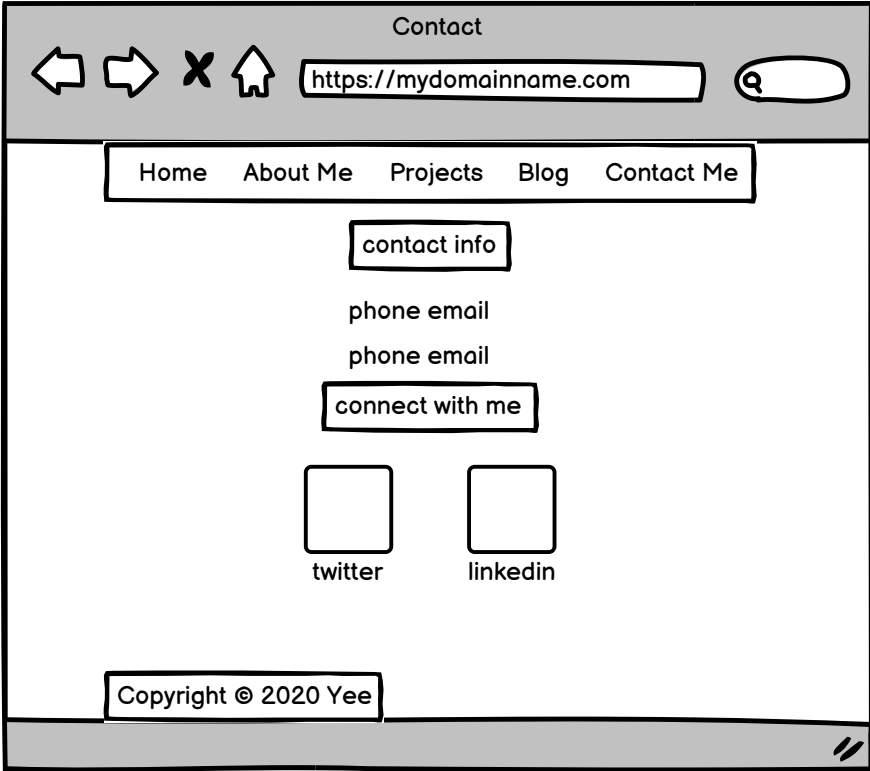 Contact
https://mydomainname.com
Home About Me Projects Blog Contact Me
contact info
phone email
phone email
connect with me
twitter linkedin
Copyright © 2020 Yee